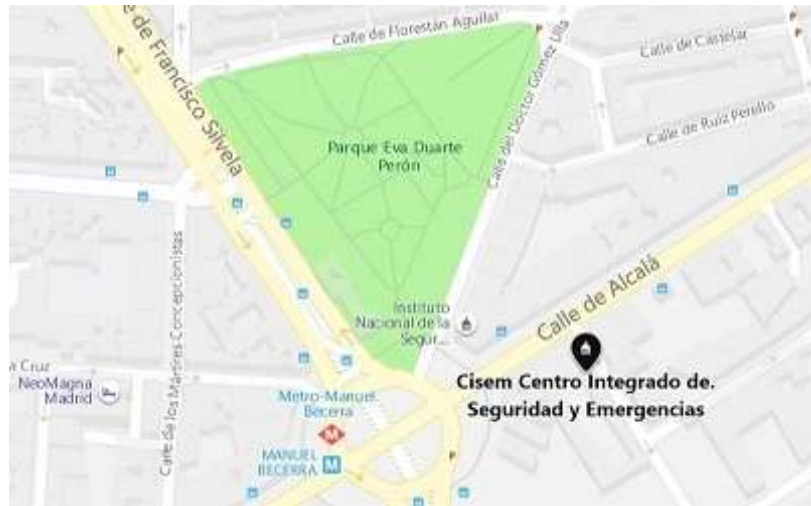 Calle de Florestán Aguilar
Calle de Castelar
e de Francisco Silvela
Calle del Doctor Gómez Ulla
Calle de Ruiz Perelló
Parque Eva Duarte
Perón
Calle de los Mártires Concepcionistas
Calle de Alcalá
Instituto
Nacional de la
Segur...
a Cruz
NeoMagna
Madrid
Cisem Centro Integrado de.
Seguridad y Emergencias
Metro-Manuel
Becerra
M
MANUEL
BECERRA
M